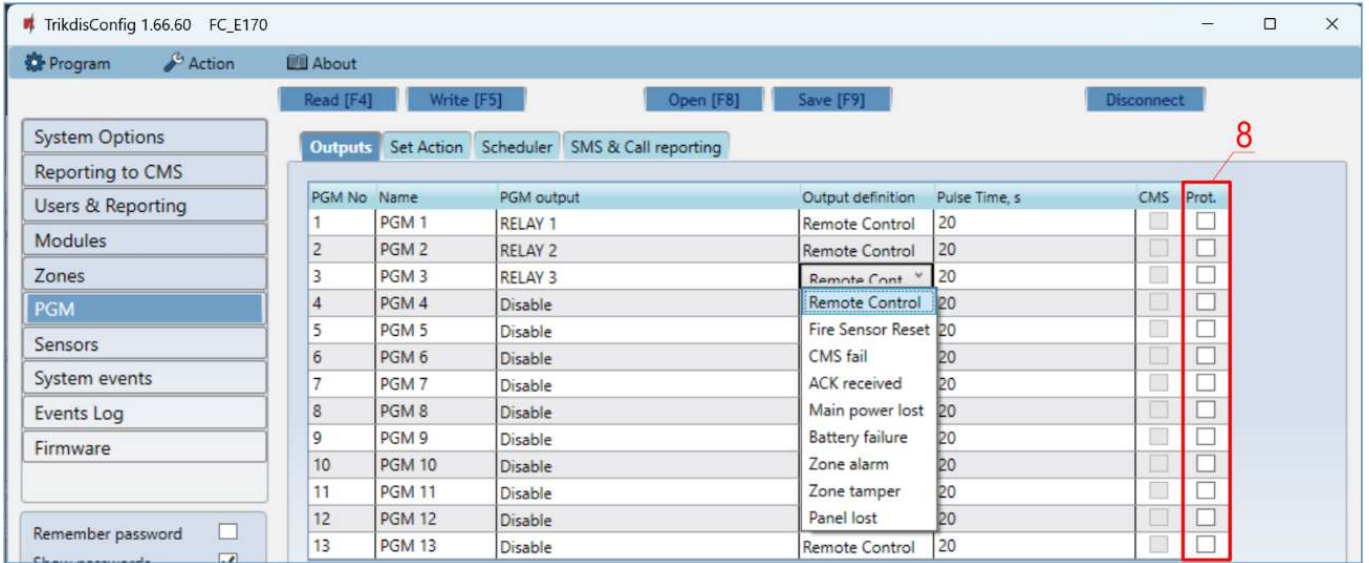 TrikdisConfig 1.66.60 FC_E170
Program Action About
Read [F4] Write [F5] Open [F8] Save [F9] Disconnect
System Options
Reporting to CMS
Users & Reporting
Modules
Zones
PGM
Sensors
System events
Events Log
Firmware
Remember password
Show passwords
Outputs Set Action Scheduler SMS & Call reporting
8
PGM No Name PGM output Output definition Pulse Time, s CMS Prot.
1 PGM 1 RELAY 1 Remote Control 20
2 PGM 2 RELAY 2 Remote Control 20
3 PGM 3 RELAY 3 Remote Cont 20
4 PGM 4 Disable Remote Control 20
5 PGM 5 Disable Fire Sensor Reset 20
6 PGM 6 Disable CMS fail 20
7 PGM 7 Disable ACK received 20
8 PGM 8 Disable Main power lost 20
9 PGM 9 Disable Battery failure 20
10 PGM 10 Disable Zone alarm 20
11 PGM 11 Disable Zone tamper 20
12 PGM 12 Disable Panel lost 20
13 PGM 13 Disable Remote Control 20